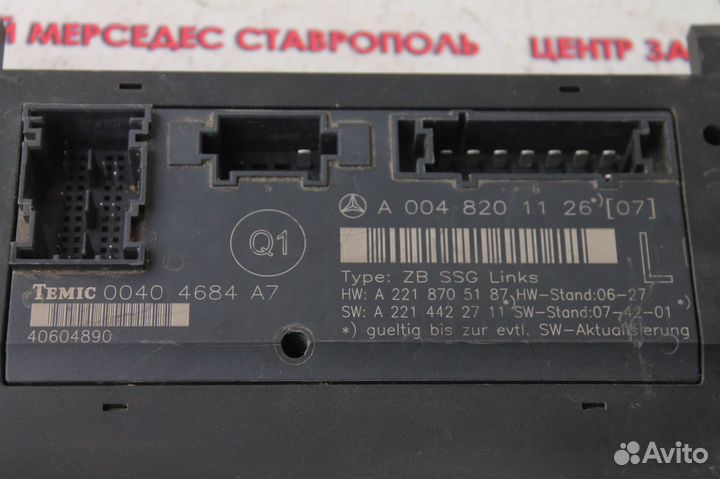 Й МЕРСЕДЕС СТАВРОПОЛЬ ЦЕНТР ЗА
A 004 820 11 26*) [07]
Q1
Type: ZB SSG Links
L
TEMIC 0040 4684 A7
HW: A 221 870 51 87*) HW-Stand:06-27
SW: A 221 442 27 11 SW-Stand:07-42-01*)
40604890
*) gueltig bis zur evtl. SW-Aktualisierung
Avito